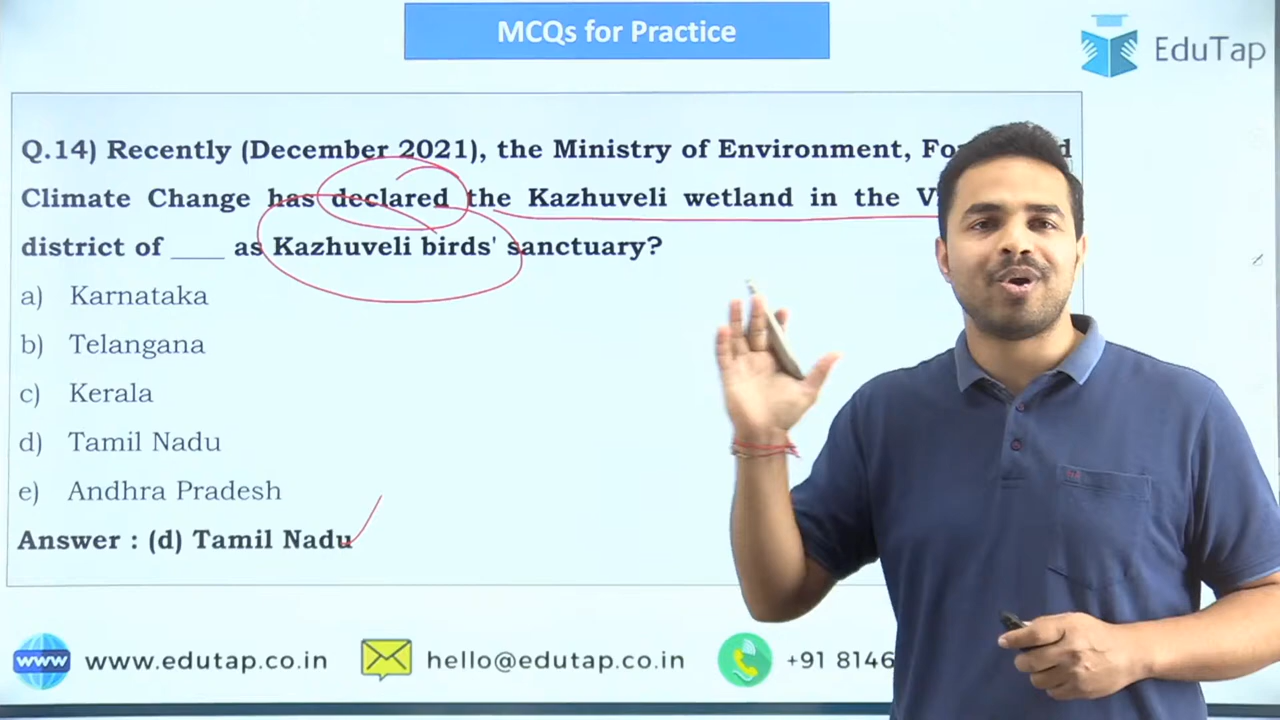 MCQs for Practice
EduTap
Q.14) Recently (December 2021), the Ministry of Environment,
Climate Change has declared the Kazhuveli wetland in the
district of ____ as Kazhuveli birds' sanctuary?
a) Karnataka
b) Telangana
c) Kerala
d) Tamil Nadu
e) Andhra Pradesh
Answer : (d) Tamil Nadu
www www.edutap.co.in hello@edutap.co.in +91 8146